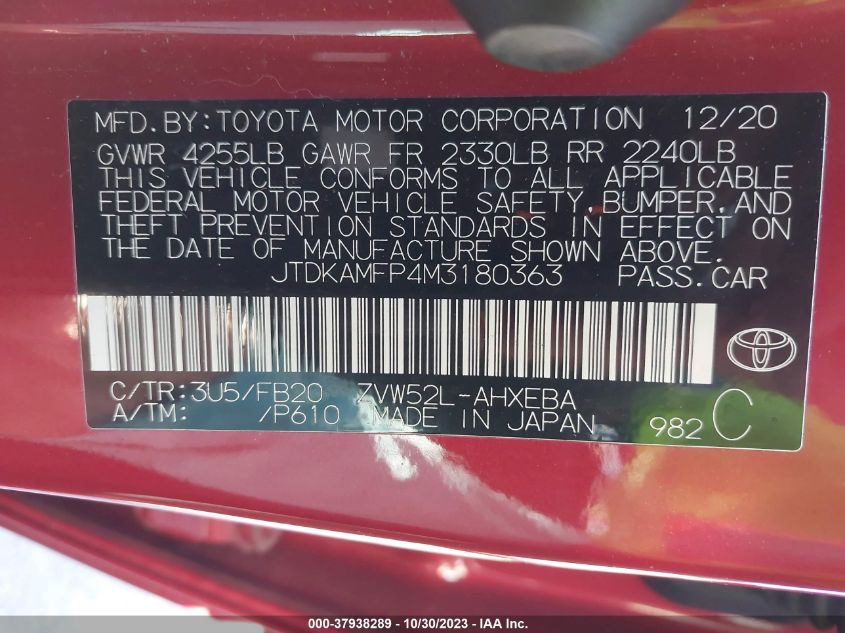 MFD.BY:TOYOTA MOTOR CORPORATION 12/20
GVWR 4255LB GAWR FR 2330LB RR 2240LB
THIS VEHICLE CONFORMS TO ALL APPLICABLE
FEDERAL MOTOR VEHICLE SAFETY,BUMPER,AND
THEFT PREVENTION STANDARDS IN EFFECT ON
THE DATE OF MANUFACTURE SHOWN ABOVE.
JTDKAMFP4M3180363 PASS.CAR
C/TR:3U5/FB20 ZVW52L-AHXEBA
A/TM: /P610 MADE IN JAPAN 982 C
000-37938289 - 10/30/2023 - IAA Inc.